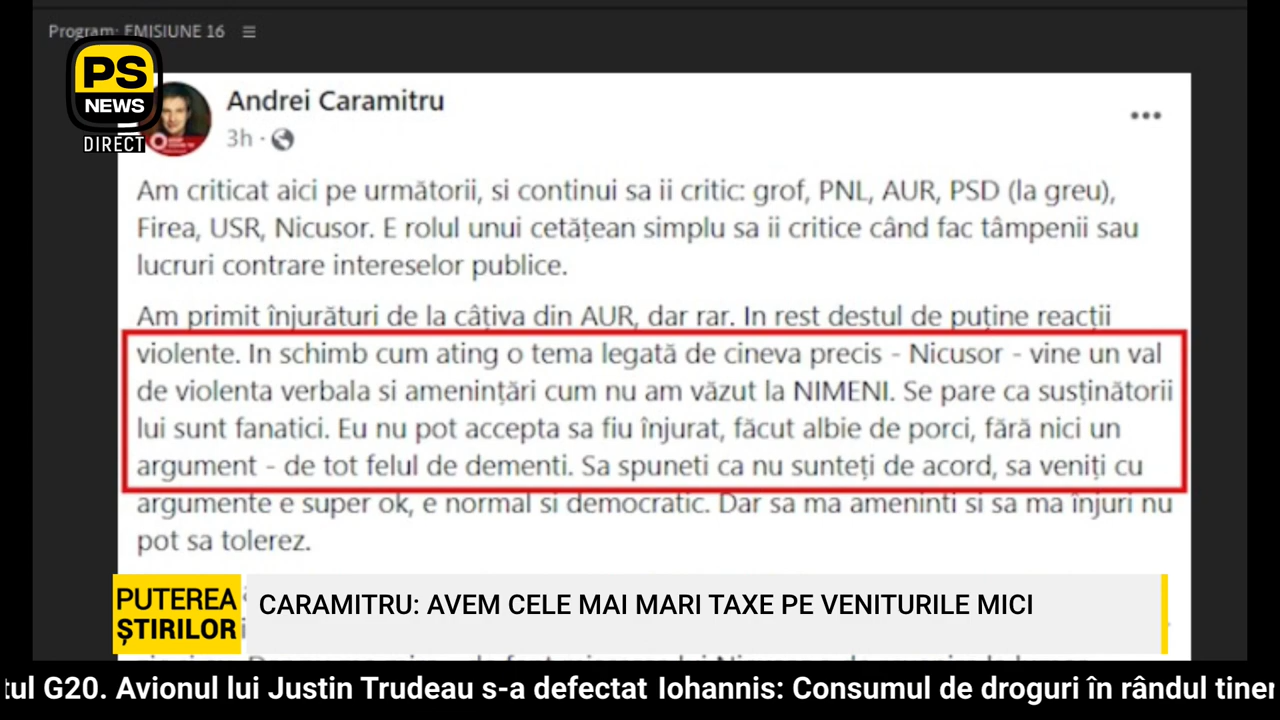 Program: EMISIUNE 16
PS
NEWS
DIRECT
Andrei Caramitru
3h
Am criticat aici pe următorii, si continui sa ii critic: grof, PNL, AUR, PSD (la greu),
Firea, USR, Nicusor. E rolul unui cetățean simplu sa ii critice când fac tâmpenii sau
lucruri contrare intereselor publice.
Am primit înjurături de la câțiva din AUR, dar rar. In rest destul de puține reacții
violente. In schimb cum ating o tema legată de cineva precis - Nicusor - vine un val
de violenta verbala si amenințări cum nu am văzut la NIMENI. Se pare ca susținătorii
lui sunt fanatici. Eu nu pot accepta sa fiu înjurat, făcut albie de porci, fără nici un
argument - de tot felul de dementi. Sa spuneti ca nu sunteți de acord, sa veniți cu
argumente e super ok, e normal si democratic. Dar sa ma ameninti si sa ma înjuri nu
pot sa tolerez.
PUTEREA
ȘTIRILOR
CARAMITRU: AVEM CELE MAI MARI TAXE PE VENITURILE MICI
tul G20. Avionul lui Justin Trudeau s-a defectat Iohannis: Consumul de droguri în rândul tiner